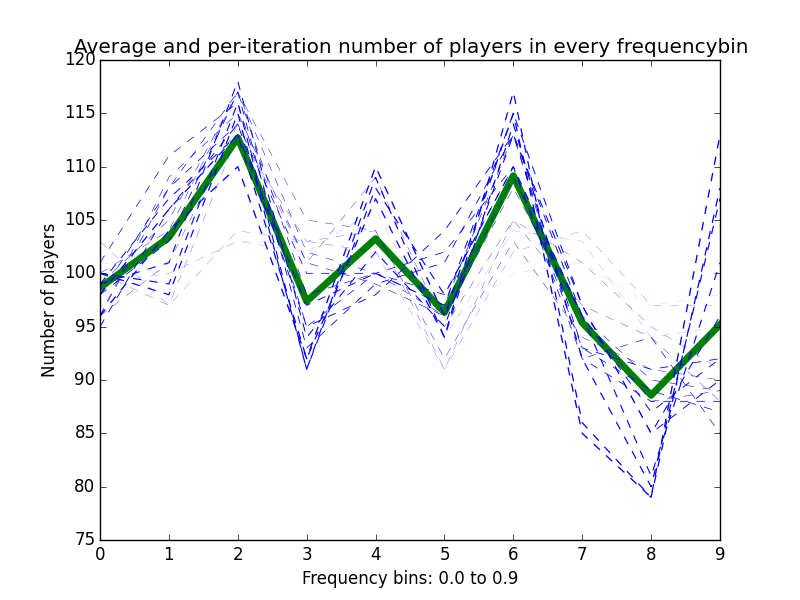 Average and per-iteration number of players in every frequencybin
120
115
110
105
100
95
90
85
80
75
Number of players
0 1 2 3 4 5 6 7 8 9
Frequency bins: 0.0 to 0.9